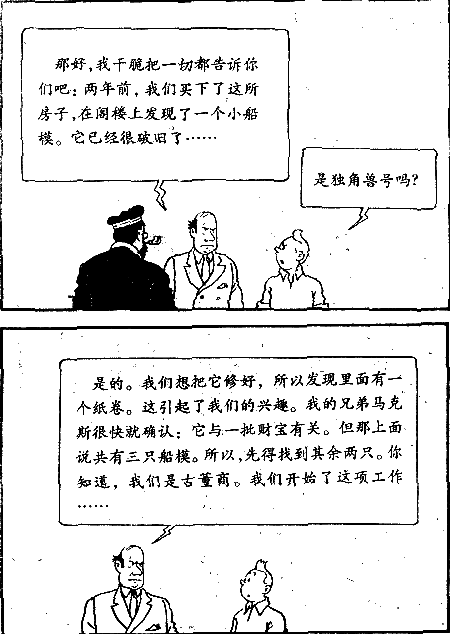 那好,我干脆把一切都告诉你
们吧:两年前,我们买下了这所
房子,在阁楼上发现了一个小船
模。它已经很破旧了……
是独角兽号吗?
是的。我们想把它修好,所以发现里面有一
个纸卷。这引起了我们的兴趣。我的兄弟马克
斯很快就确认:它与一批财宝有关。但那上面
说共有三只船模。所以,先得找到其余两只。你
知道,我们是古董商。我们开始了这项工作
……